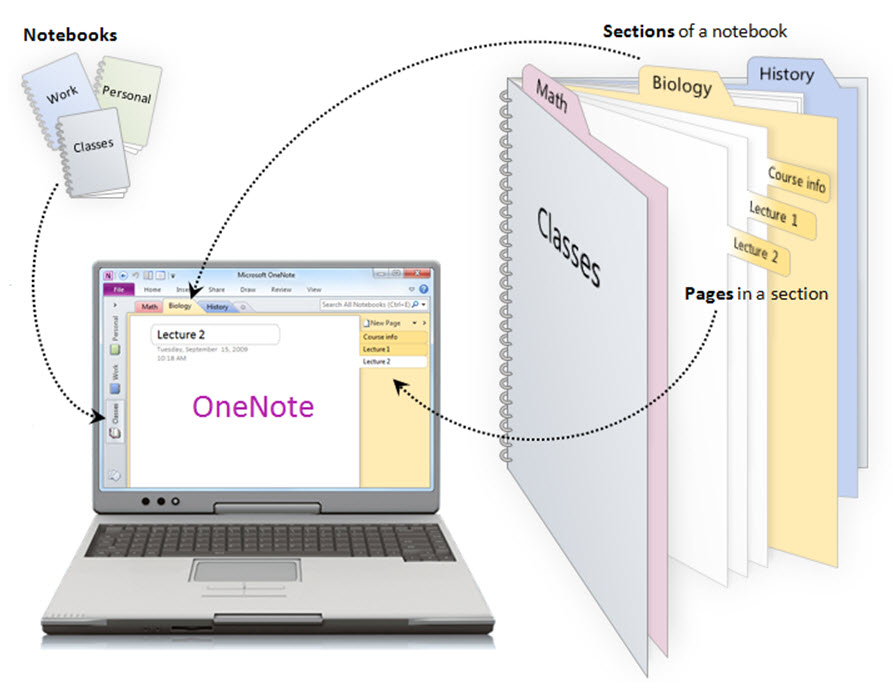 Notebooks
Work
Personal
Classes
Sections of a notebook
Math
Biology
History
Classes
Course info
Lecture 1
Lecture 2
Pages in a section
Microsoft OneNote
File Home Insert Share Draw Review View
Math Biology History
Search All Notebooks (Ctrl+E)
Personal
Work
Classes
Lecture 2
Tuesday, September 15, 2009
10:18 AM
OneNote
New Page
Course info
Lecture 1
Lecture 2